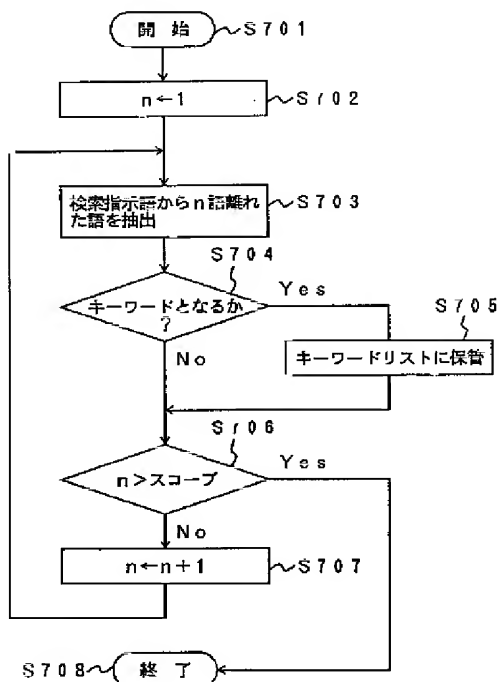 開始 S701
n←1 S702
検索指示語からn語離れ
た語を抽出
S703
S704
キーワードとなるか
？
Yes
No
S705
キーワードリストに保管
S706
n＞スコープ
Yes
No
n←n+1 S707
S708 終了